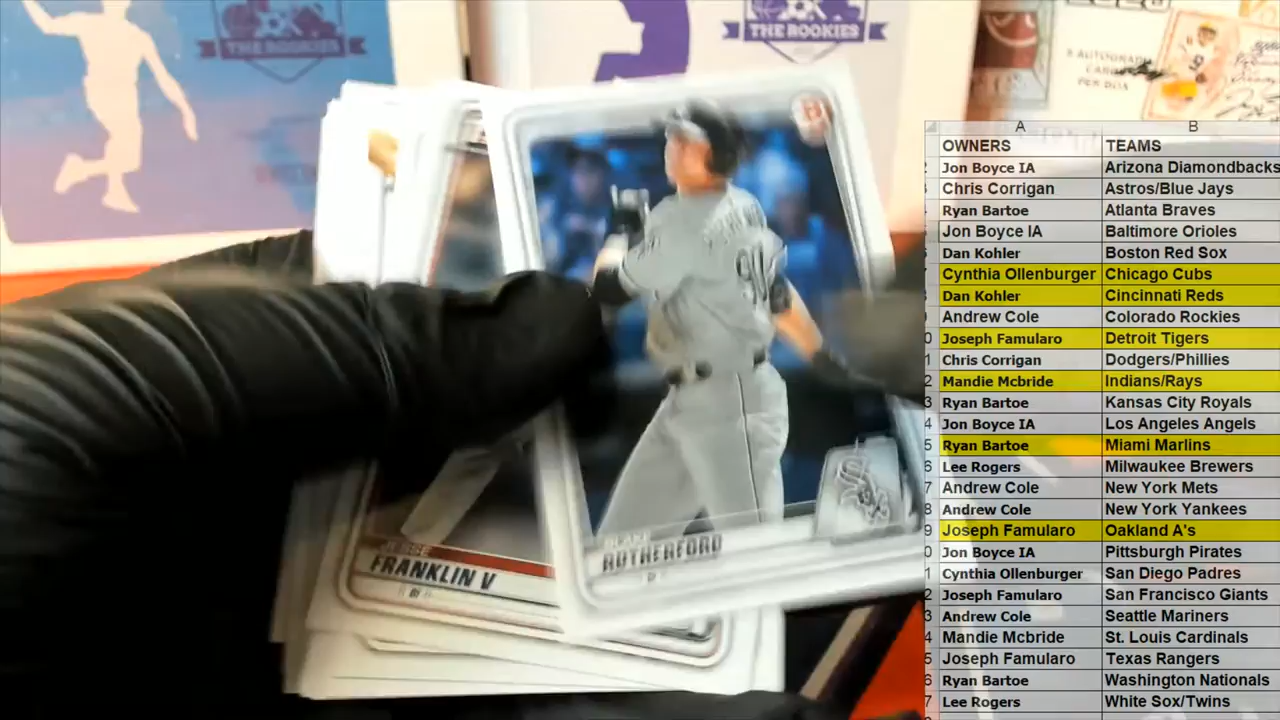 THE ROOKIES
THE ROOKIES
AUTOGRAPH
PER BOX
FRANKLIN V
RUTHERFORD
OF
Sox
A B
OWNERS TEAMS
Jon Boyce IA Arizona Diamondbacks
Chris Corrigan Astros/Blue Jays
Ryan Bartoe Atlanta Braves
Jon Boyce IA Baltimore Orioles
Dan Kohler Boston Red Sox
Cynthia Ollenburger Chicago Cubs
Dan Kohler Cincinnati Reds
Andrew Cole Colorado Rockies
Joseph Famularo Detroit Tigers
Chris Corrigan Dodgers/Phillies
Mandie Mcbride Indians/Rays
Ryan Bartoe Kansas City Royals
Jon Boyce IA Los Angeles Angels
Ryan Bartoe Miami Marlins
Lee Rogers Milwaukee Brewers
Andrew Cole New York Mets
Andrew Cole New York Yankees
Joseph Famularo Oakland A's
Jon Boyce IA Pittsburgh Pirates
Cynthia Ollenburger San Diego Padres
Joseph Famularo San Francisco Giants
Andrew Cole Seattle Mariners
Mandie Mcbride St. Louis Cardinals
Joseph Famularo Texas Rangers
Ryan Bartoe Washington Nationals
Lee Rogers White Sox/Twins